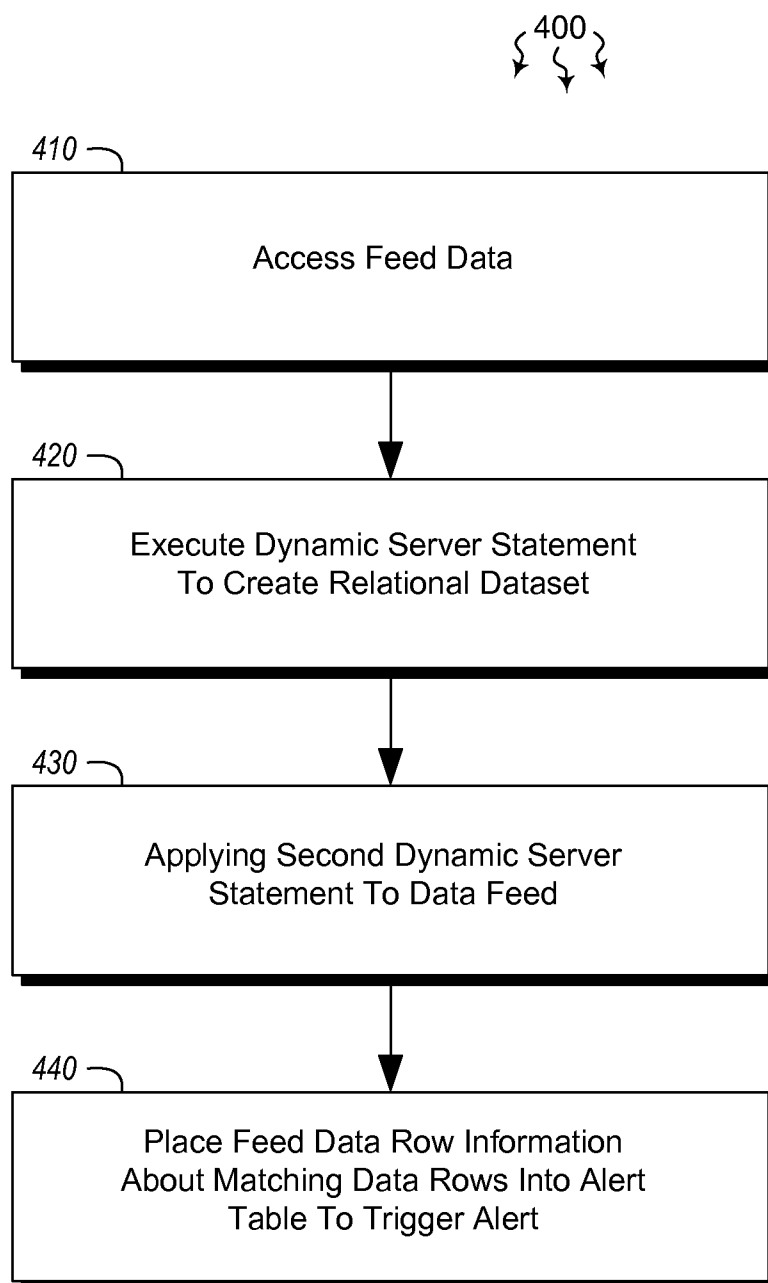 400
410
Access Feed Data
420
Execute Dynamic Server Statement
To Create Relational Dataset
430
Applying Second Dynamic Server
Statement To Data Feed
440
Place Feed Data Row Information
About Matching Data Rows Into Alert
Table To Trigger Alert